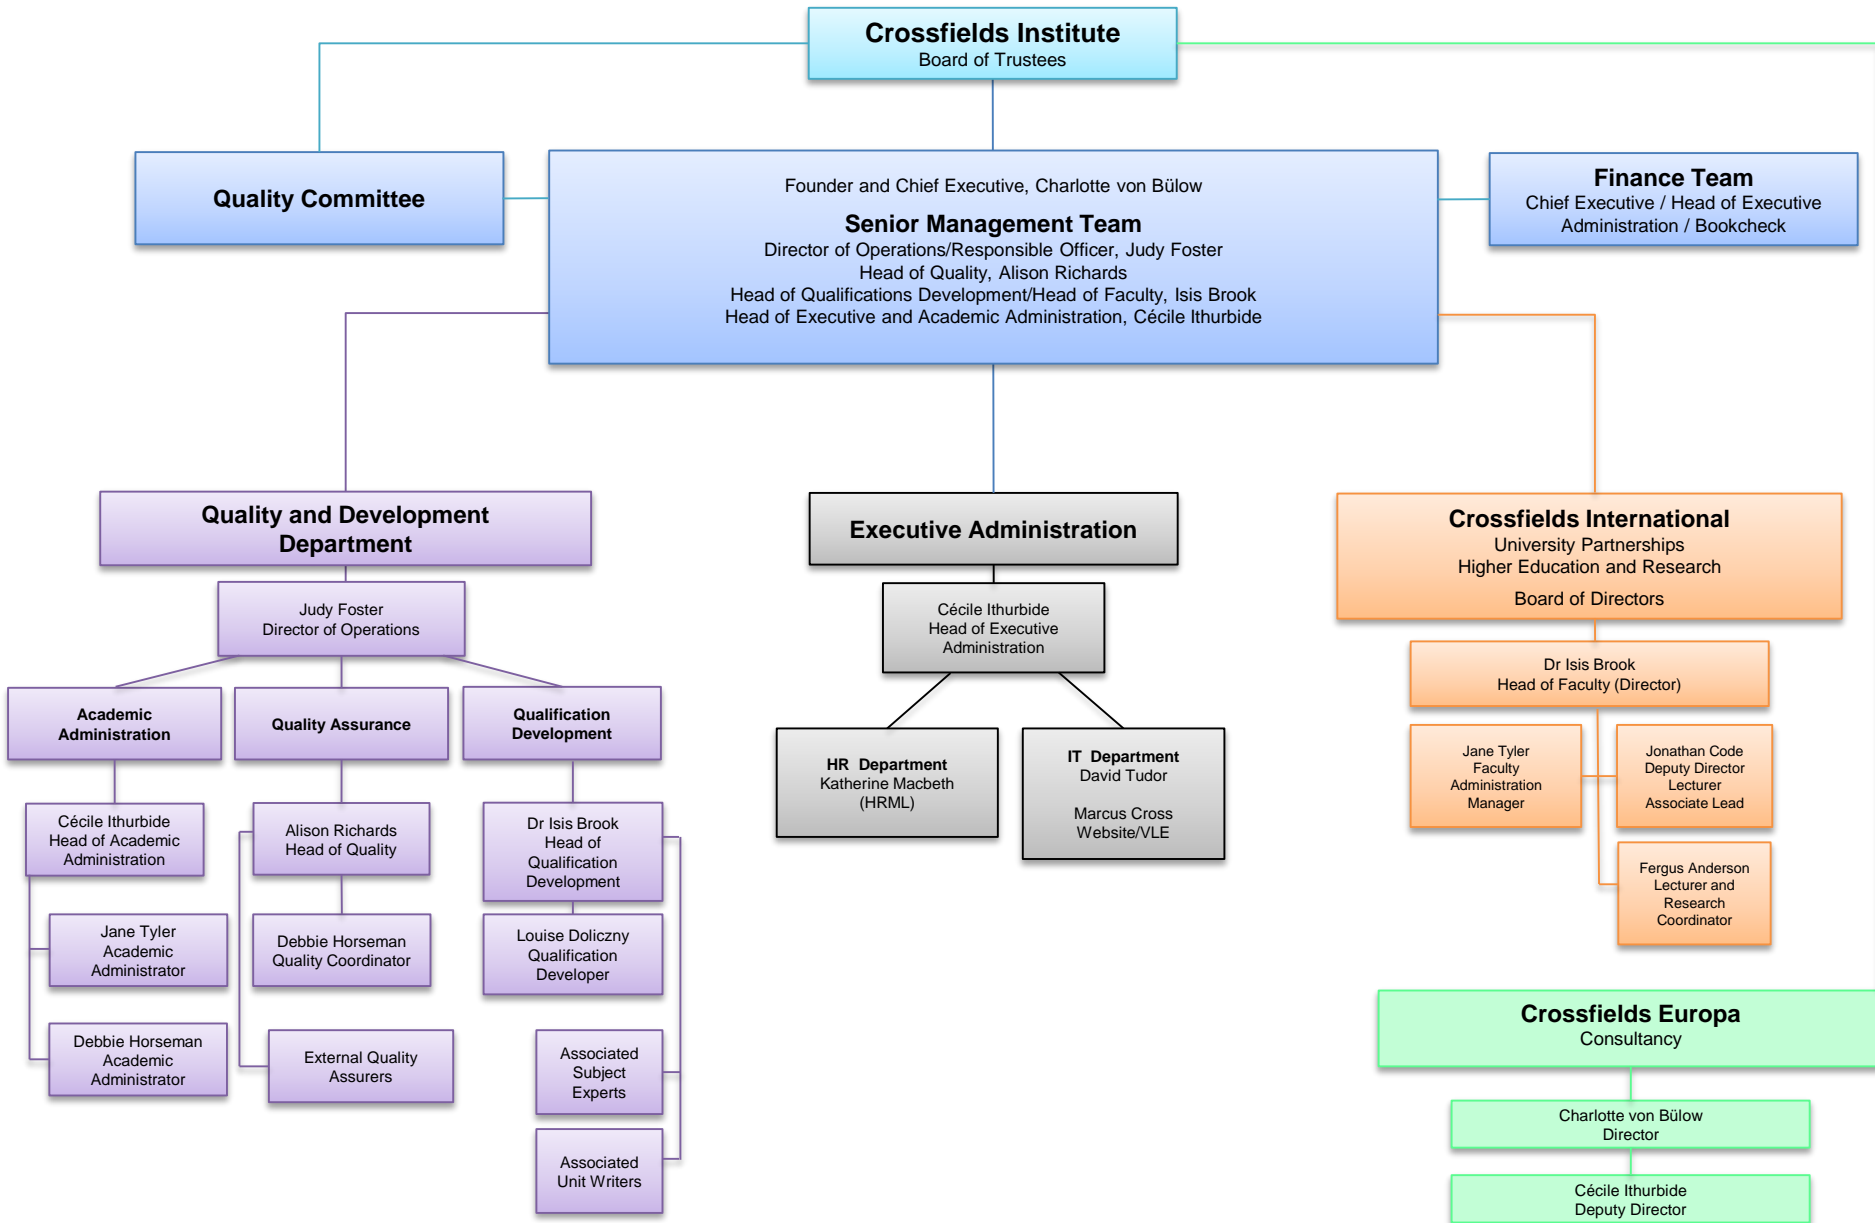 Crossfields Institute
Board of Trustees
Quality Committee
Founder and Chief Executive, Charlotte von Bülow
Senior Management Team
Director of Operations/Responsible Officer, Judy Foster
Head of Quality, Alison Richards
Head of Qualifications Development/Head of Faculty, Isis Brook
Head of Executive and Academic Administration, Cécile Ithurbide
Finance Team
Chief Executive / Head of Executive
Administration / Bookcheck
Quality and Development
Department
Judy Foster
Director of Operations
Academic
Administration
Cécile Ithurbide
Head of Academic
Administration
Jane Tyler
Academic
Administrator
Debbie Horseman
Academic
Administrator
Quality Assurance
Alison Richards
Head of Quality
Debbie Horseman
Quality Coordinator
External Quality
Assurers
Qualification
Development
Dr Isis Brook
Head of
Qualification
Development
Louise Doliczny
Qualification
Developer
Associated
Subject
Experts
Associated
Unit Writers
Executive Administration
Cécile Ithurbide
Head of Executive
Administration
HR Department
Katherine Macbeth
(HRML)
IT Department
David Tudor
Marcus Cross
Website/VLE
Crossfields International
University Partnerships
Higher Education and Research
Board of Directors
Dr Isis Brook
Head of Faculty (Director)
Jane Tyler
Faculty
Administration
Manager
Jonathan Code
Deputy Director
Lecturer
Associate Lead
Fergus Anderson
Lecturer and
Research
Coordinator
Crossfields Europa
Consultancy
Charlotte von Bülow
Director
Cécile Ithurbide
Deputy Director